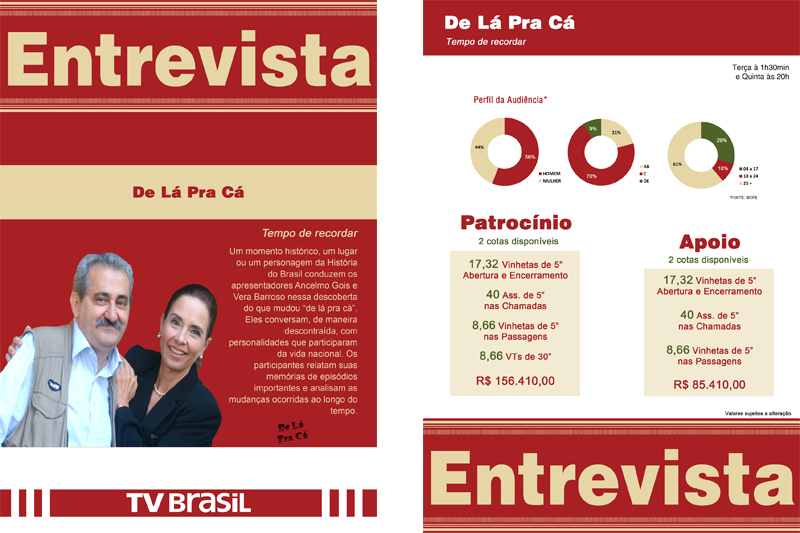 Entrevista
De Lá Pra Cá
Tempo de recordar
Um momento histórico, um lugar
ou um personagem da História
do Brasil conduzem os
apresentadores Ancelmo Gois e
Vera Barroso nessa descoberta
do que mudou "de lá pra cá".
Eles conversam, de maneira
descontraída, com
personalidades que participaram
da vida nacional. Os
participantes relatam suas
memórias de episódios
importantes e analisam as
mudanças ocorridas ao longo do
tempo.
De Lá
Pra Cá
TV BRASIL
De Lá Pra Cá
Tempo de recordar
Terça à 1h30min
e Quinta às 20h
Perfil da Audiência*
44%
56%
HOMEM
MULHER
9%
21%
70%
AB
C
DE
29%
10%
61%
04 a 17
18 a 24
25 +
*FONTE: IBOPE
Patrocínio
2 cotas disponíveis
17,32 Vinhetas de 5"
Abertura e Encerramento
40 Ass. de 5"
nas Chamadas
8,66 Vinhetas de 5"
nas Passagens
8,66 VTs de 30"
R$ 156.410,00
Apoio
2 cotas disponíveis
17,32 Vinhetas de 5"
Abertura e Encerramento
40 Ass. de 5"
nas Chamadas
8,66 Vinhetas de 5"
nas Passagens
R$ 85.410,00
Valores sujeitos a alteração
Entrevista